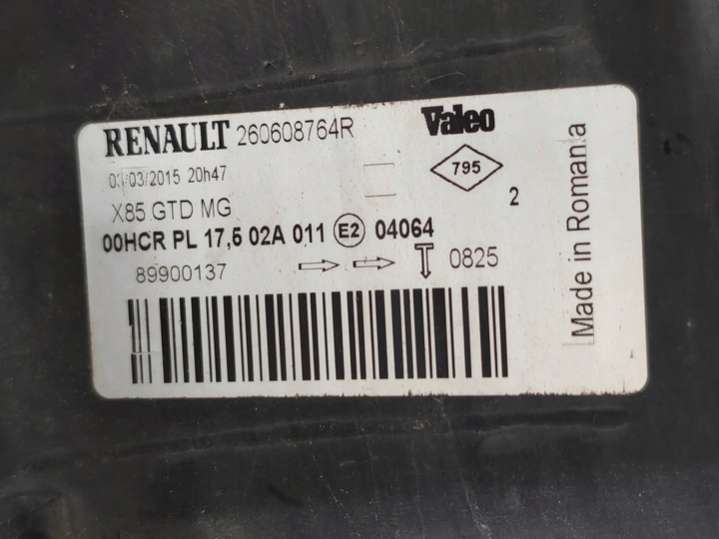 RENAULT 260608764R Valeo
03/03/2015 20h47
795
X85 GTD MG
2
00HCR PL 17,5 02A 011 E2 04064
89900137 0825
Made in Romania